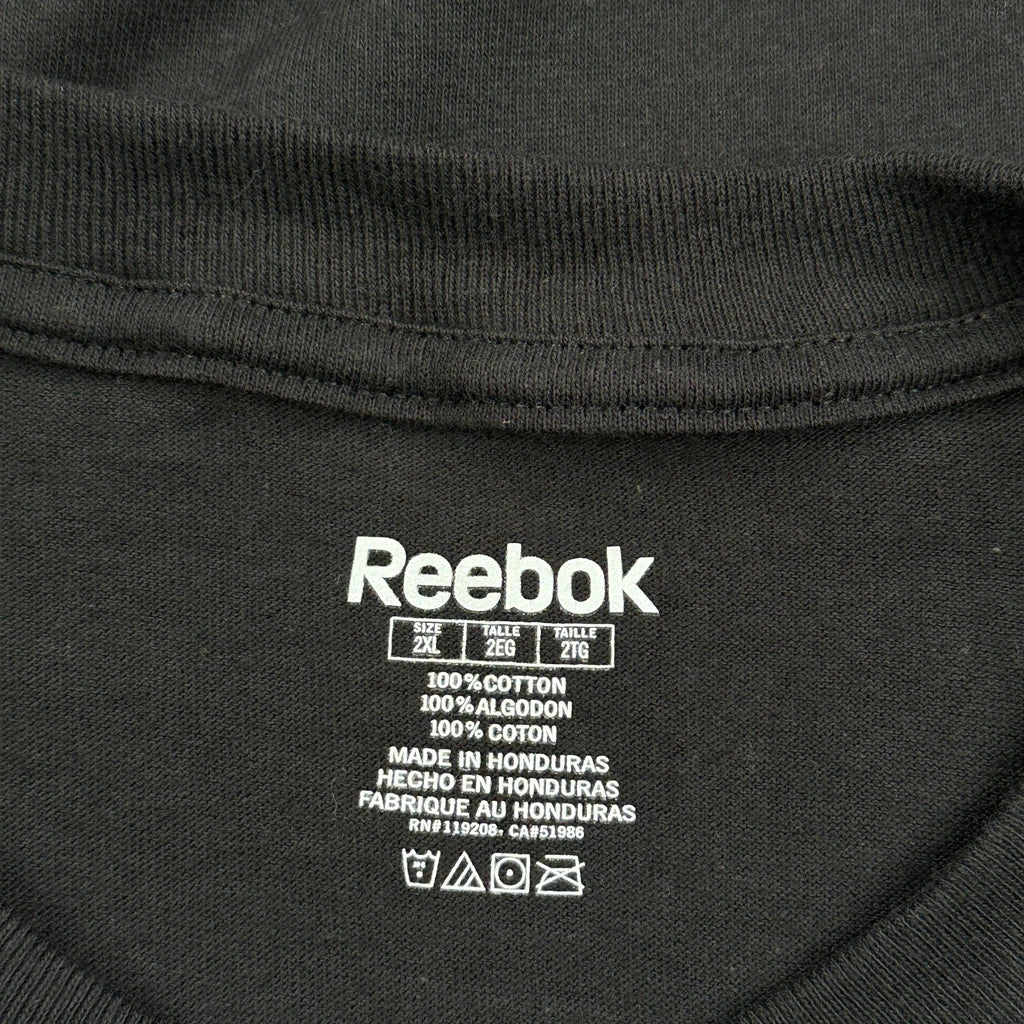 Reebok
SIZE TALLE TAILLE
2XL 2EG 2TG
100% COTTON
100% ALGODON
100% COTON
MADE IN HONDURAS
HECHO EN HONDURAS
FABRIQUE AU HONDURAS
RN#119208. CA#51986